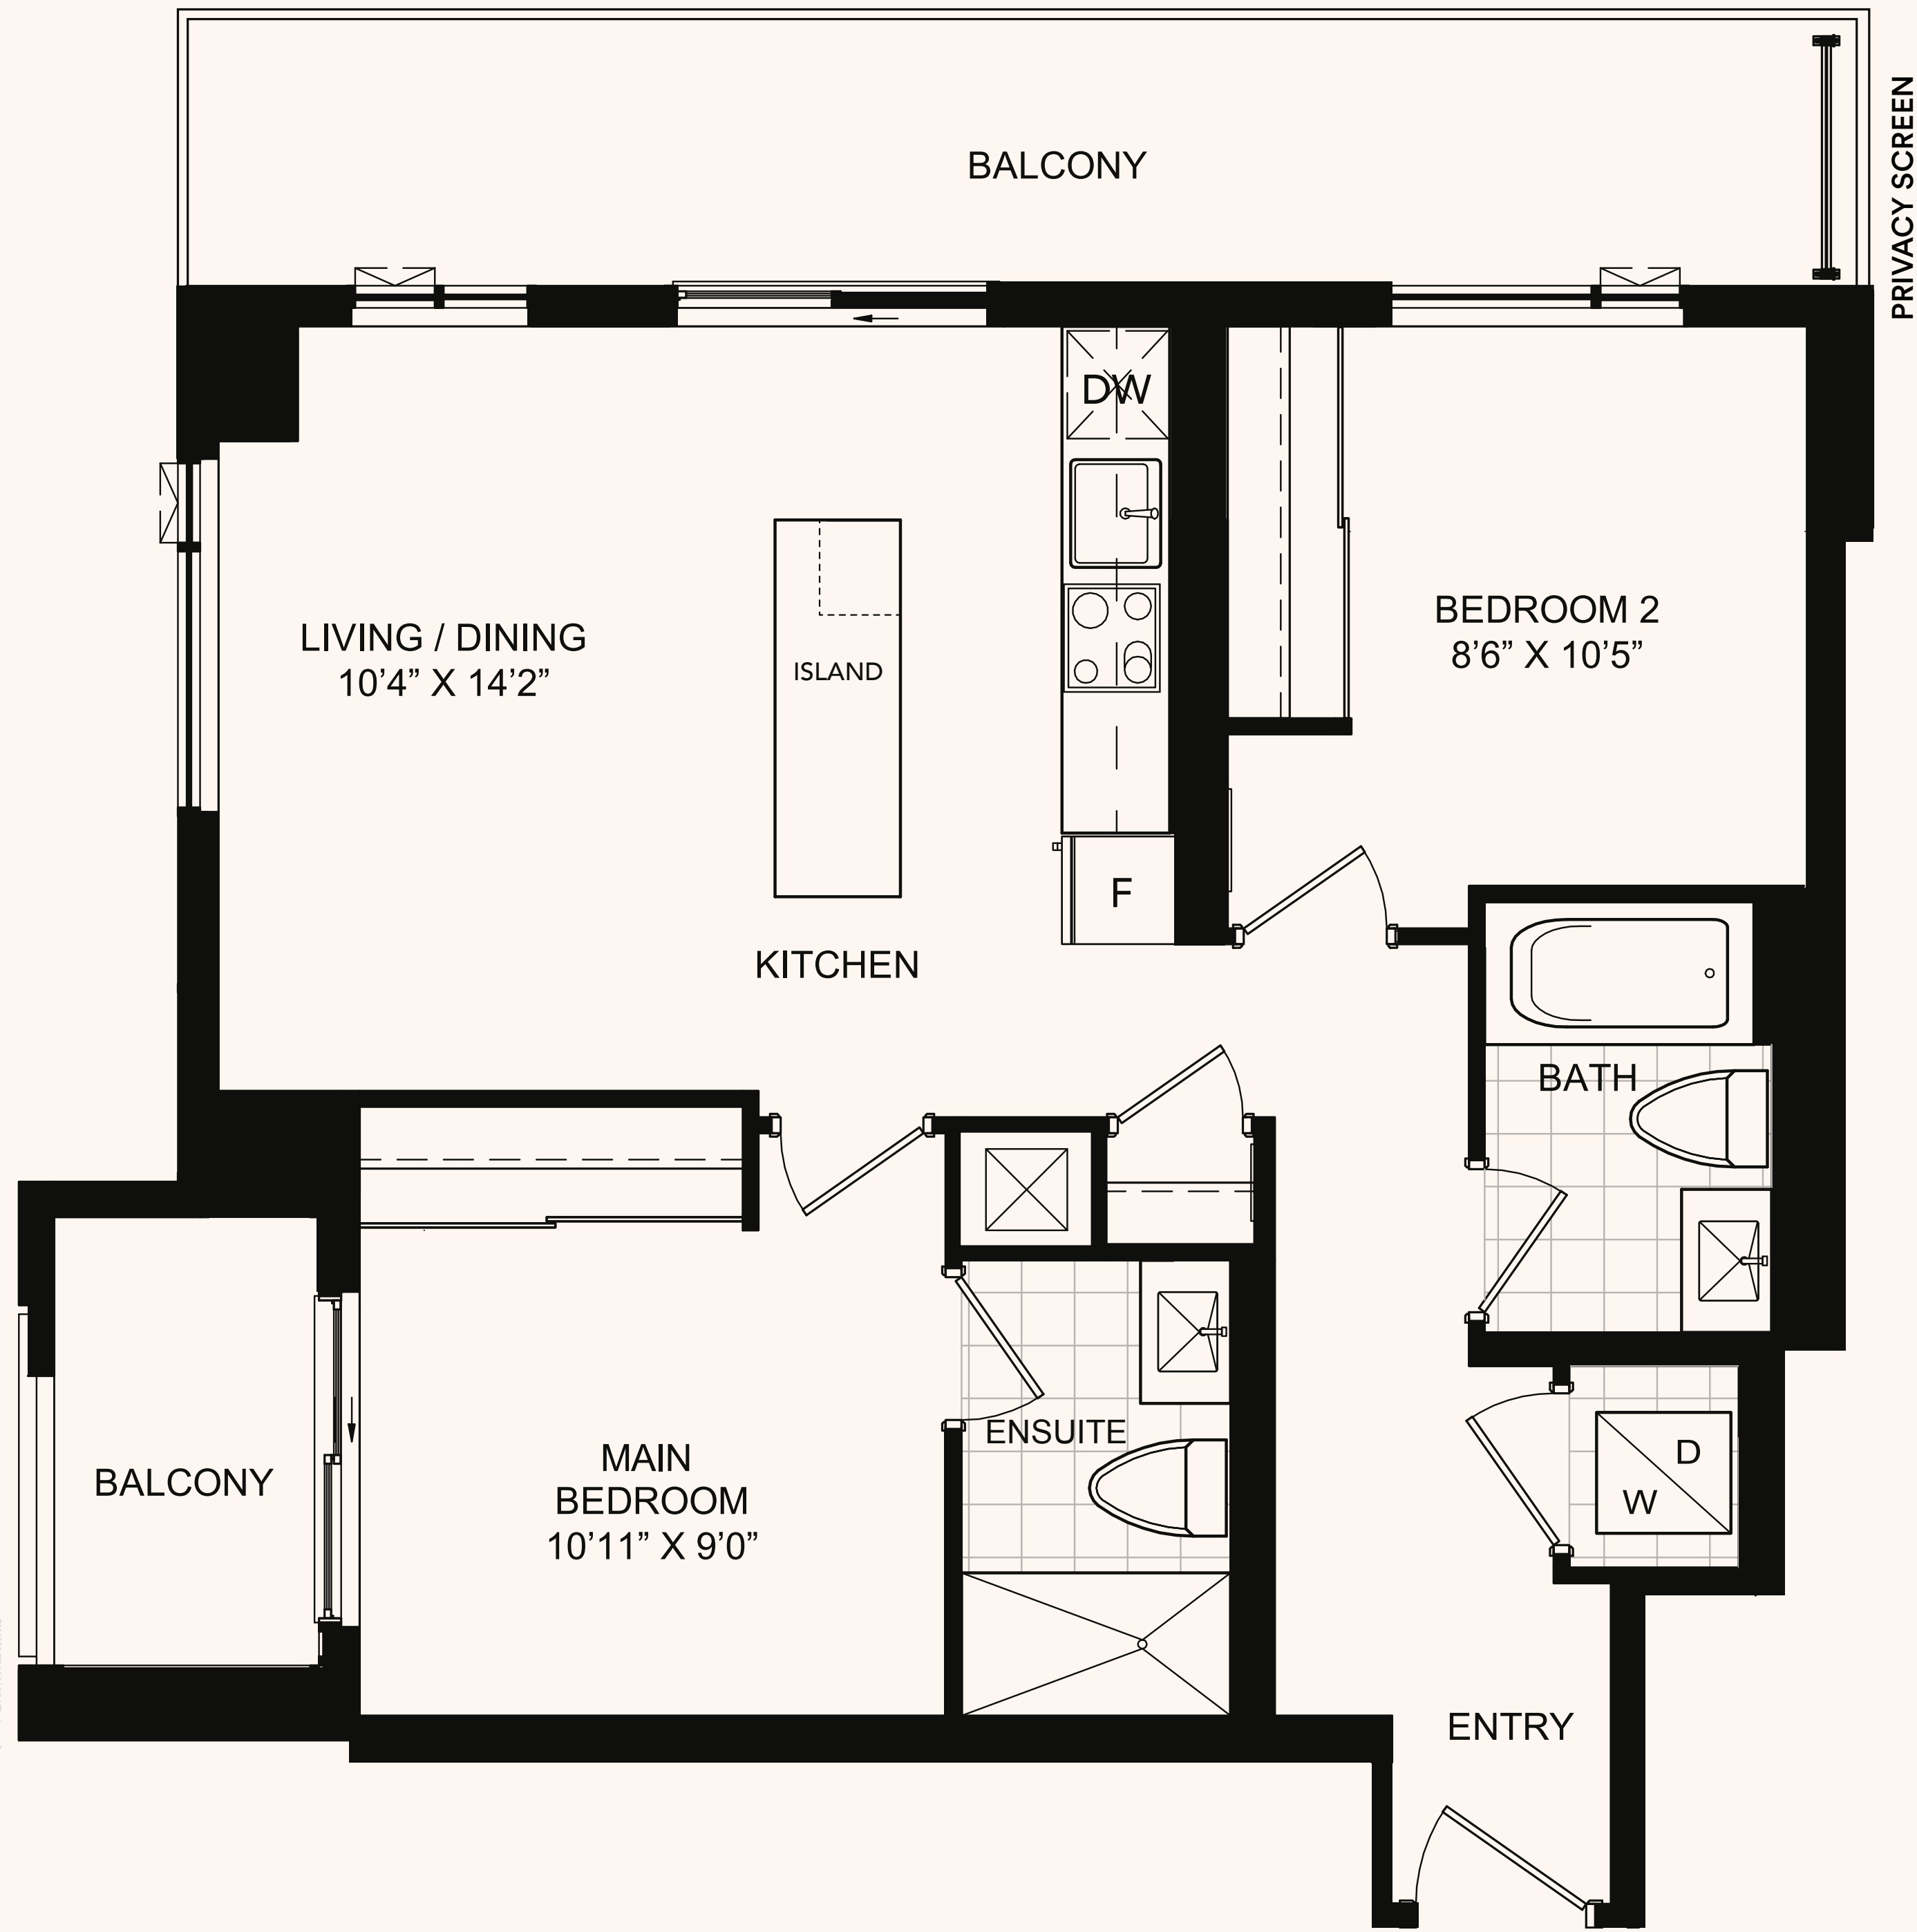 BALCONY
PRIVACY SCREEN
DW
LIVING / DINING
10’4” X 14’2”
ISLAND
BEDROOM 2
8’6” X 10’5”
F
KITCHEN
BATH
ENSUITE
MAIN
BEDROOM
10’11” X 9’0”
BALCONY
D
W
ENTRY